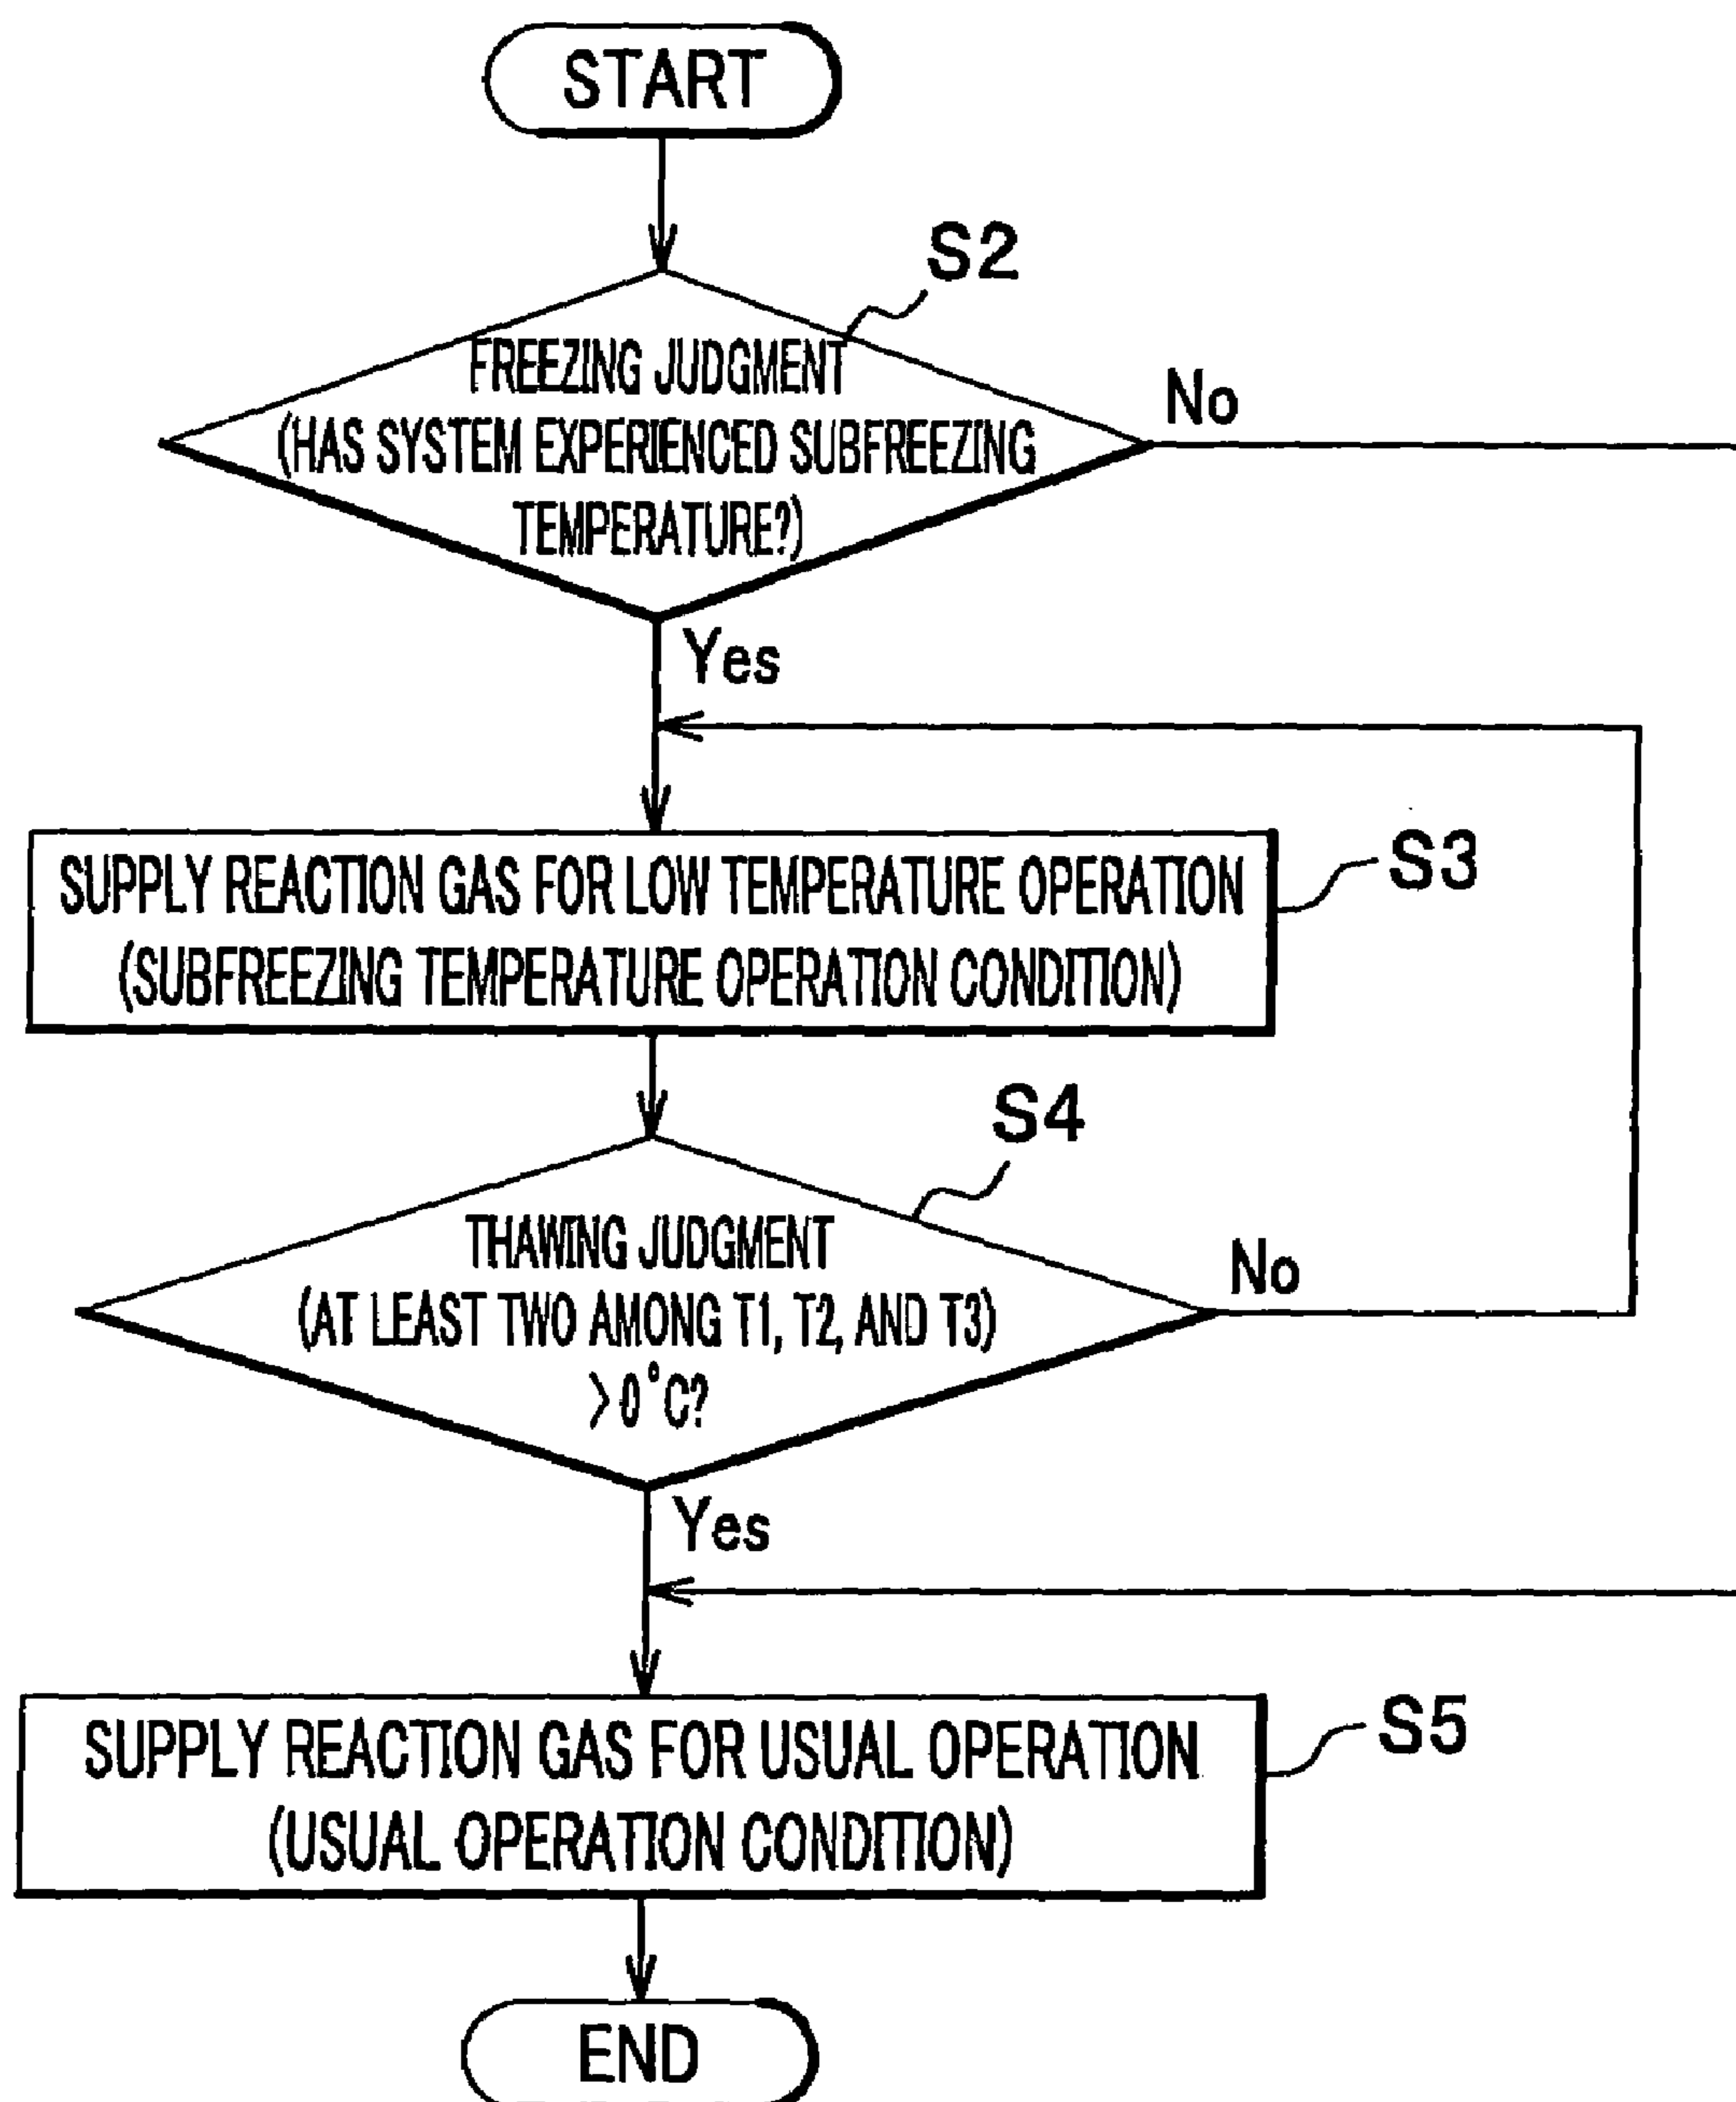 START
S2
FREEZING JUDGMENT
(HAS SYSTEM EXPERIENCED SUBFREEZING
TEMPERATURE?)
No
Yes
SUPPLY REACTION GAS FOR LOW TEMPERATURE OPERATION
(SUBFREEZING TEMPERATURE OPERATION CONDITION)
S3
S4
THAWING JUDGMENT
(AT LEAST TWO AMONG T1, T2, AND T3)
>0°C?
No
Yes
SUPPLY REACTION GAS FOR USUAL OPERATION
(USUAL OPERATION CONDITION)
S5
END